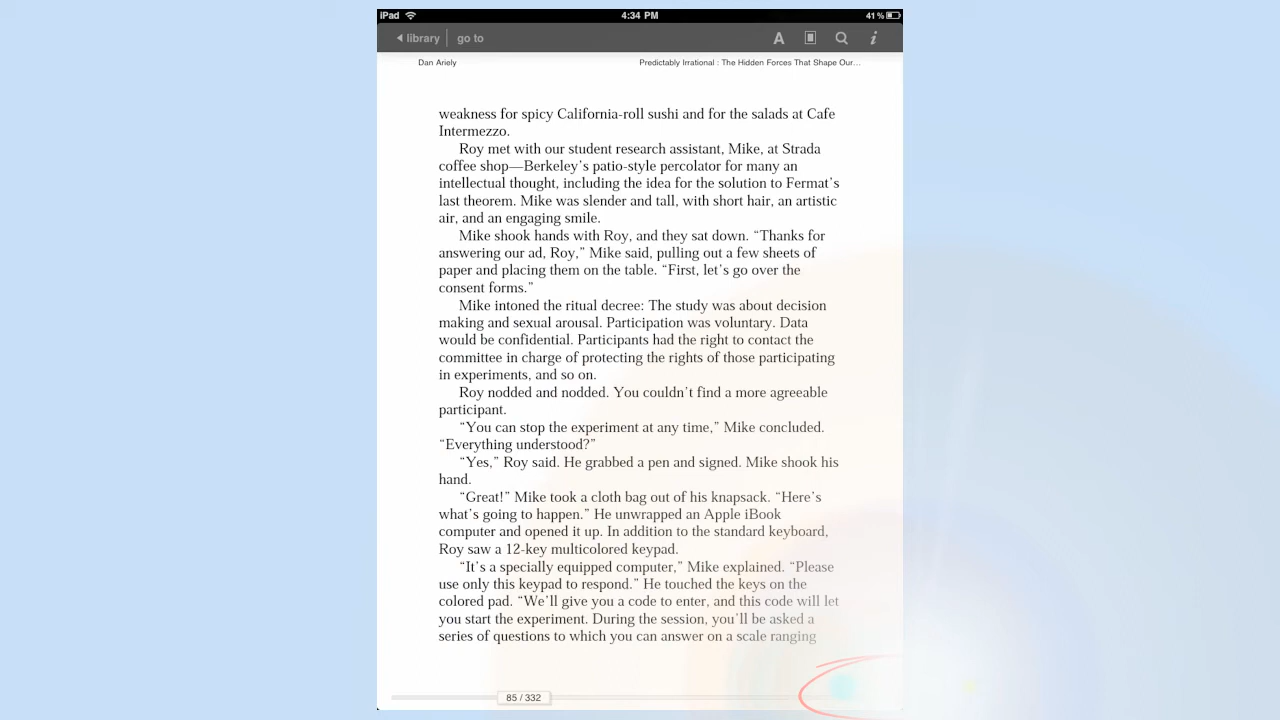 iPad
4:34 PM
41 %
library
go to
A
i
Dan Ariely
Predictably Irrational : The Hidden Forces That Shape Our…
weakness for spicy California-roll sushi and for the salads at Cafe
Intermezzo.
Roy met with our student research assistant, Mike, at Strada
coffee shop—Berkeley’s patio-style percolator for many an
intellectual thought, including the idea for the solution to Fermat’s
last theorem. Mike was slender and tall, with short hair, an artistic
air, and an engaging smile.
Mike shook hands with Roy, and they sat down. “Thanks for
answering our ad, Roy,” Mike said, pulling out a few sheets of
paper and placing them on the table. “First, let’s go over the
consent forms.”
Mike intoned the ritual decree: The study was about decision
making and sexual arousal. Participation was voluntary. Data
would be confidential. Participants had the right to contact the
committee in charge of protecting the rights of those participating
in experiments, and so on.
Roy nodded and nodded. You couldn’t find a more agreeable
participant.
“You can stop the experiment at any time,” Mike concluded.
“Everything understood?”
“Yes,” Roy said. He grabbed a pen and signed. Mike shook his
hand.
“Great!” Mike took a cloth bag out of his knapsack. “Here’s
what’s going to happen.” He unwrapped an Apple iBook
computer and opened it up. In addition to the standard keyboard,
Roy saw a 12-key multicolored keypad.
“It’s a specially equipped computer,” Mike explained. “Please
use only this keypad to respond.” He touched the keys on the
colored pad. “We’ll give you a code to enter, and this code will let
you start the experiment. During the session, you’ll be asked a
series of questions to which you can answer on a scale ranging
85 / 332